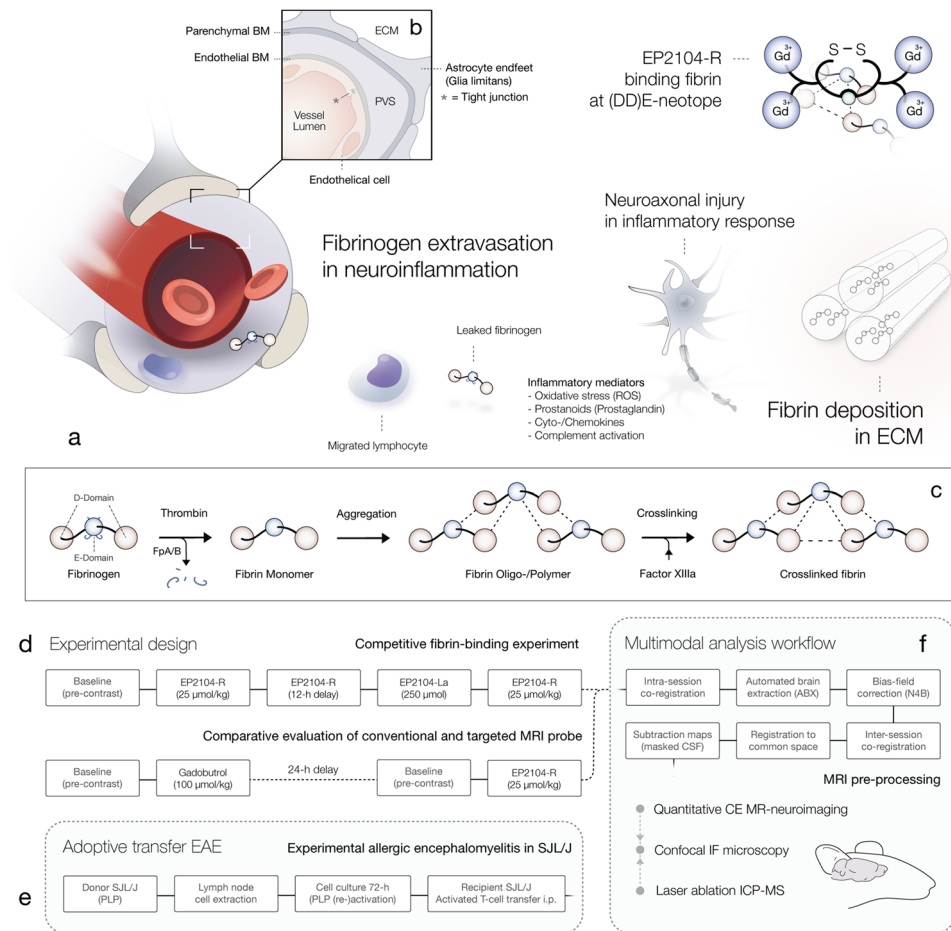 b
Parenchymal BM
ECM
Endothelial BM
Astrocyte endfeet
(Glia limitans)
* = Tight junction
*
PVS
Vessel
Lumen
Endothelical cell
EP2104-R
binding fibrin
at (DD)E-neotope
S – S
3+
Gd
3+
Gd
3+
Gd
3+
Gd
Fibrinogen extravasation
in neuroinflammation
Neuroaxonal injury
in inflammatory response
Leaked fibrinogen
Migrated lymphocyte
Inflammatory mediators
- Oxidative stress (ROS)
- Prostanoids (Prostaglandin)
- Cyto-/Chemokines
- Complement activation
Fibrin deposition
in ECM
a
c
D-Domain
E-Domain
Fibrinogen
Thrombin
FpA/B
Fibrin Monomer
Aggregation
Fibrin Oligo-/Polymer
Crosslinking
Factor XIIIa
Crosslinked fibrin
d
Experimental design
Competitive fibrin-binding experiment
Baseline
(pre-contrast)
EP2104-R
(25 µmol/kg)
EP2104-R
(12-h delay)
EP2104-La
(250 µmol)
EP2104-R
(25 µmol/kg)
Comparative evaluation of conventional and targeted MRI probe
Baseline
(pre-contrast)
Gadobutrol
(100 µmol/kg)
24-h delay
Baseline
(pre-contrast)
EP2104-R
(25 µmol/kg)
e
Adoptive transfer EAE
Experimental allergic encephalomyelitis in SJL/J
Donor SJL/J
(PLP)
Lymph node
cell extraction
Cell culture 72-h
(PLP (re-)activation)
Recipient SJL/J
Activated T-cell transfer i.p.
Multimodal analysis workflow
f
Intra-session
co-registration
Automated brain
extraction (ABX)
Bias-field
correction (N4B)
Subtraction maps
(masked CSF)
Registration to
common space
Inter-session
co-registration
MRI pre-processing
Quantitative CE MR-neuroimaging
Confocal IF microscopy
Laser ablation ICP-MS